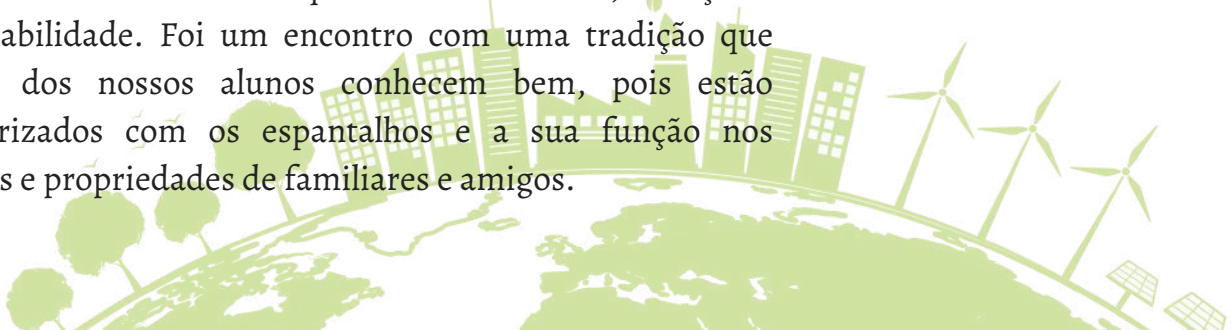 abilidade. Foi um encontro com uma tradição que
dos nossos alunos conhecem bem, pois estão
rizados com os espantalhos e a sua função nos
s e propriedades de familiares e amigos.